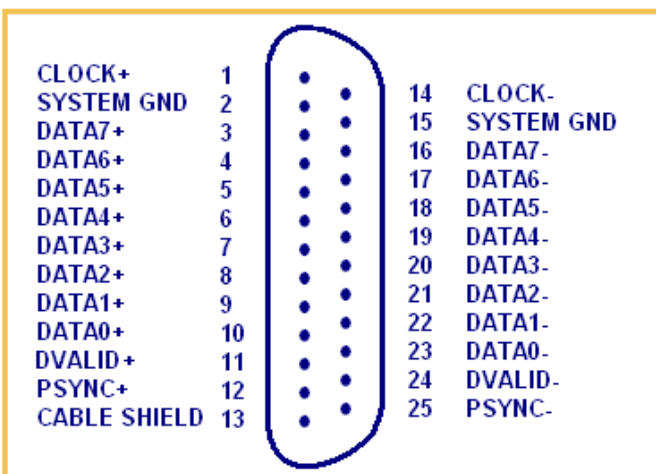 CLOCK+ 1
SYSTEM GND 2
DATA7+ 3
DATA6+ 4
DATA5+ 5
DATA4+ 6
DATA3+ 7
DATA2+ 8
DATA1+ 9
DATA0+ 10
DVALID+ 11
PSYNC+ 12
CABLE SHIELD 13
14 CLOCK-
15 SYSTEM GND
16 DATA7-
17 DATA6-
18 DATA5-
19 DATA4-
20 DATA3-
21 DATA2-
22 DATA1-
23 DATA0-
24 DVALID-
25 PSYNC-